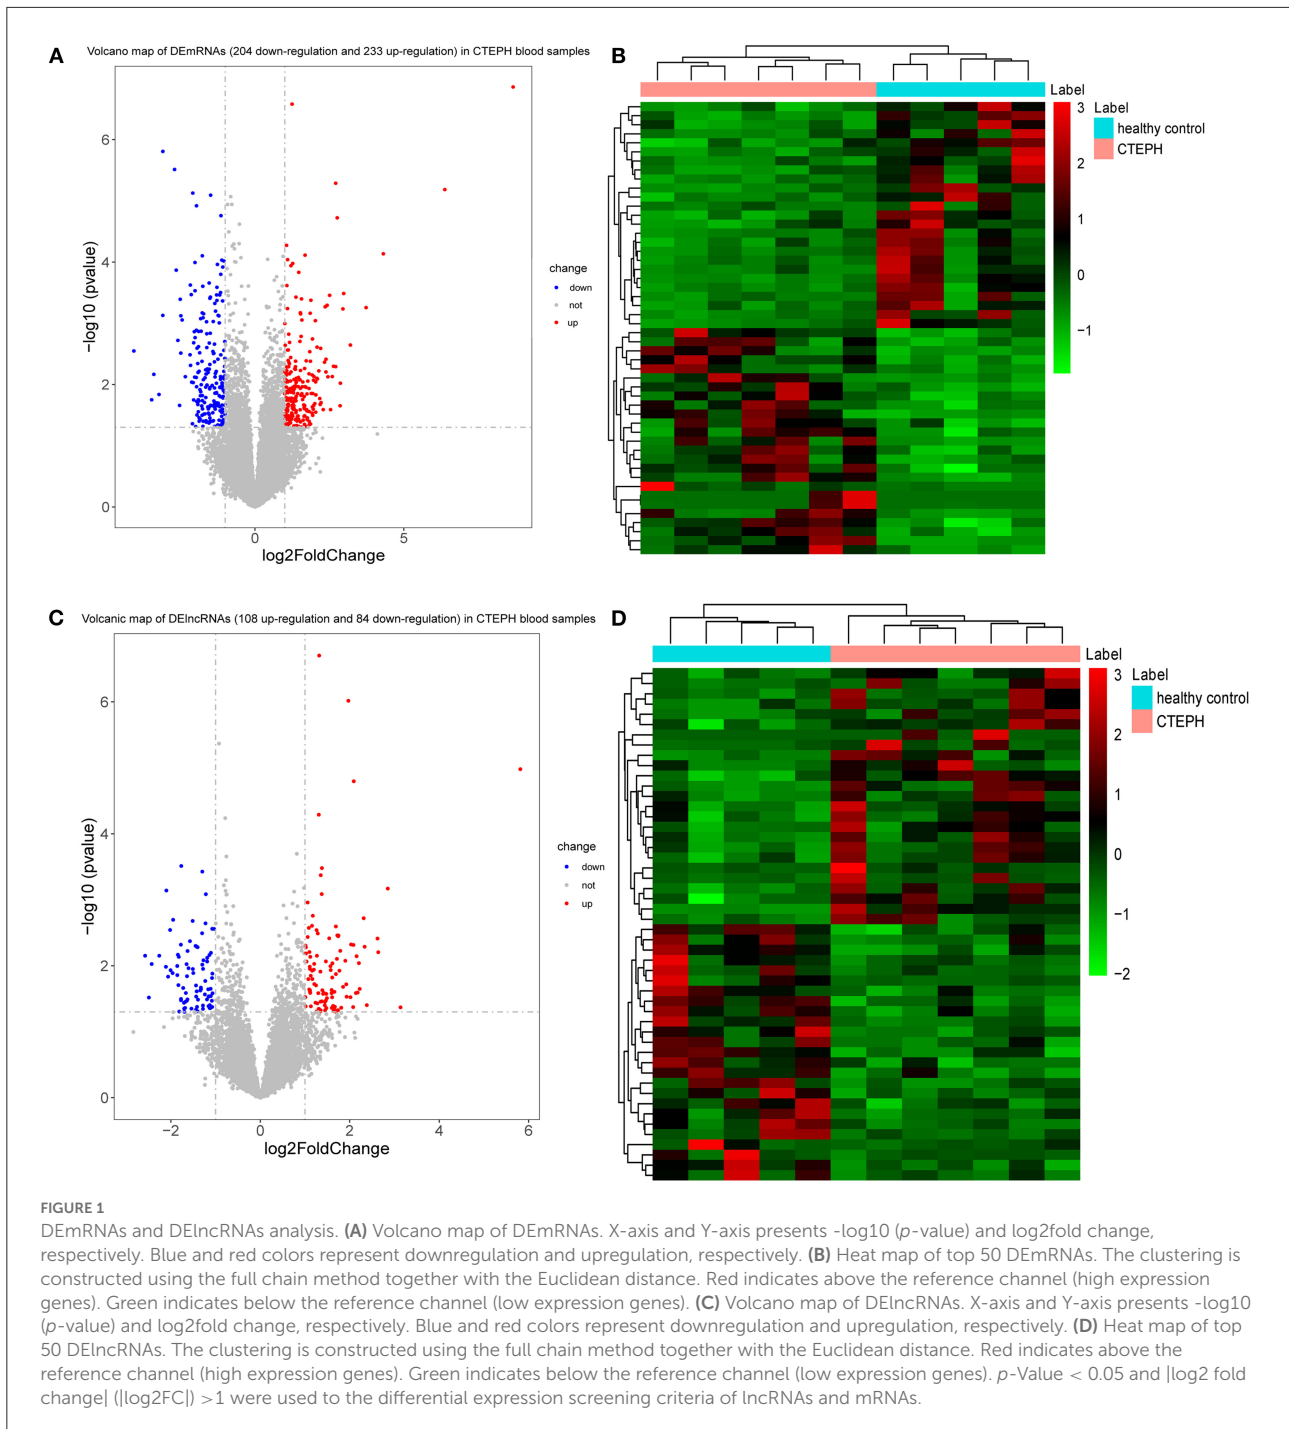 A
Volcano map of DEmRNAs (204 down-regulation and 233 up-regulation) in CTEPH blood samples
6
4
2
0
-log10 (pvalue)
0
5
log2FoldChange
change
down
not
up
B
Label
3
2
1
0
−1
Label
healthy control
CTEPH
C
Volcanic map of DElncRNAs (108 up-regulation and 84 down-regulation) in CTEPH blood samples
6
4
2
0
-log10 (pvalue)
−2
0
2
4
6
log2FoldChange
change
down
not
up
D
Label
3
2
1
0
−1
−2
Label
healthy control
CTEPH
FIGURE 1
DEmRNAs and DElncRNAs analysis. (A) Volcano map of DEmRNAs. X-axis and Y-axis presents -log10 (p-value) and log2fold change,
respectively. Blue and red colors represent downregulation and upregulation, respectively. (B) Heat map of top 50 DEmRNAs. The clustering is
constructed using the full chain method together with the Euclidean distance. Red indicates above the reference channel (high expression
genes). Green indicates below the reference channel (low expression genes). (C) Volcano map of DElncRNAs. X-axis and Y-axis presents -log10
(p-value) and log2fold change, respectively. Blue and red colors represent downregulation and upregulation, respectively. (D) Heat map of top
50 DElncRNAs. The clustering is constructed using the full chain method together with the Euclidean distance. Red indicates above the
reference channel (high expression genes). Green indicates below the reference channel (low expression genes). p-Value < 0.05 and |log2 fold
change| (|log2FC|) >1 were used to the differential expression screening criteria of lncRNAs and mRNAs.